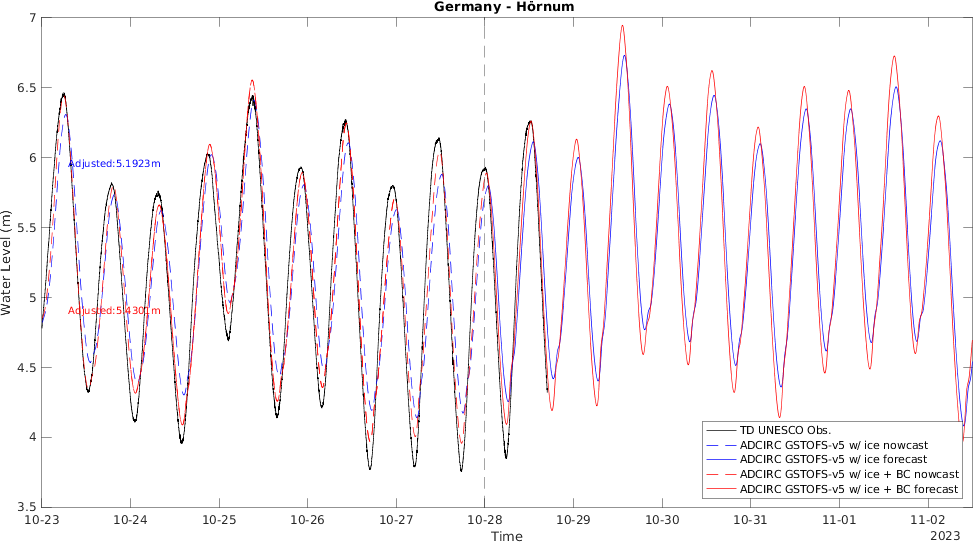 Germany - Hörnum
7
6.5
6
5.5
5
4.5
4
3.5
Water Level (m)
Adjusted:5.1923m
Adjusted:5.4301m
TD UNESCO Obs.
ADCIRC GSTOFS-v5 w/ ice nowcast
ADCIRC GSTOFS-v5 w/ ice forecast
ADCIRC GSTOFS-v5 w/ ice + BC nowcast
ADCIRC GSTOFS-v5 w/ ice + BC forecast
10-23 10-24 10-25 10-26 10-27 10-28 10-29 10-30 10-31 11-01 11-02
Time
2023